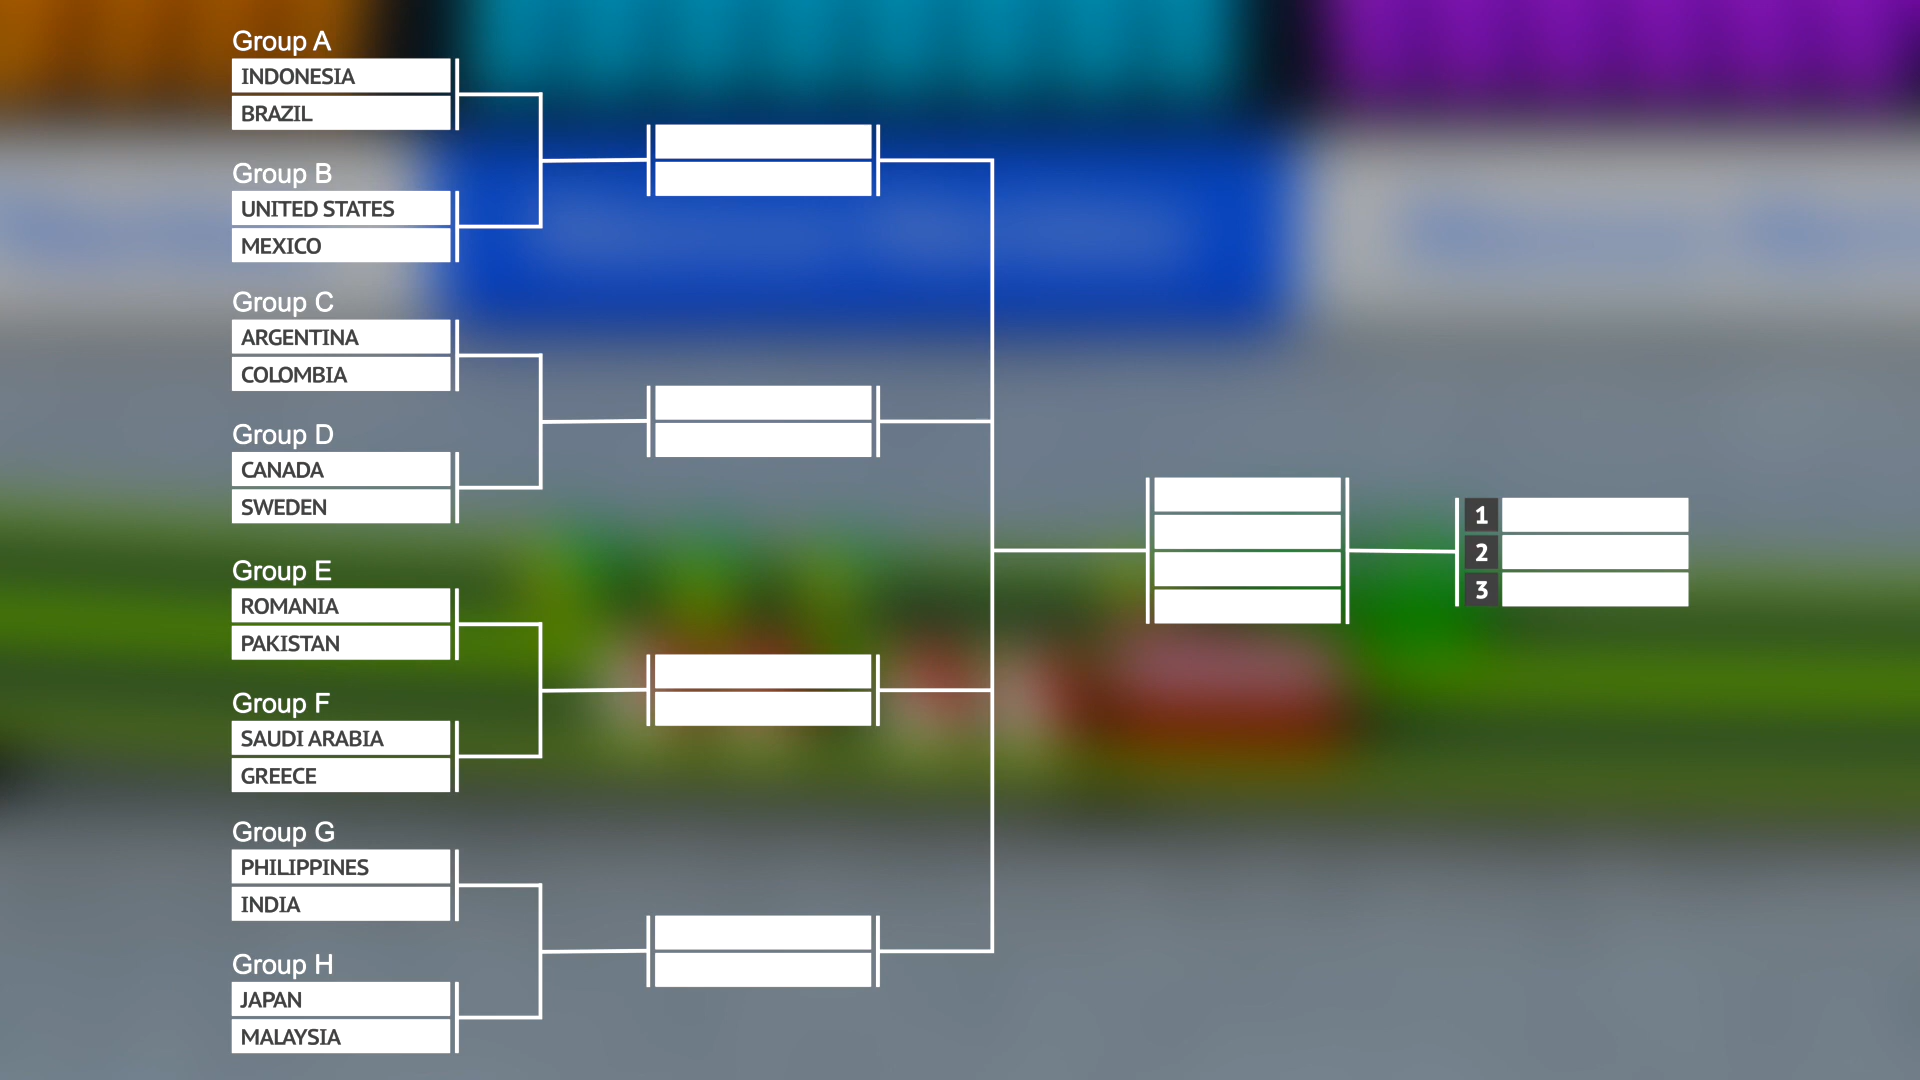 Group A
INDONESIA
BRAZIL
Group B
UNITED STATES
MEXICO
Group C
ARGENTINA
COLOMBIA
Group D
CANADA
SWEDEN
Group E
ROMANIA
PAKISTAN
Group F
SAUDI ARABIA
GREECE
Group G
PHILIPPINES
INDIA
Group H
JAPAN
MALAYSIA
1
2
3